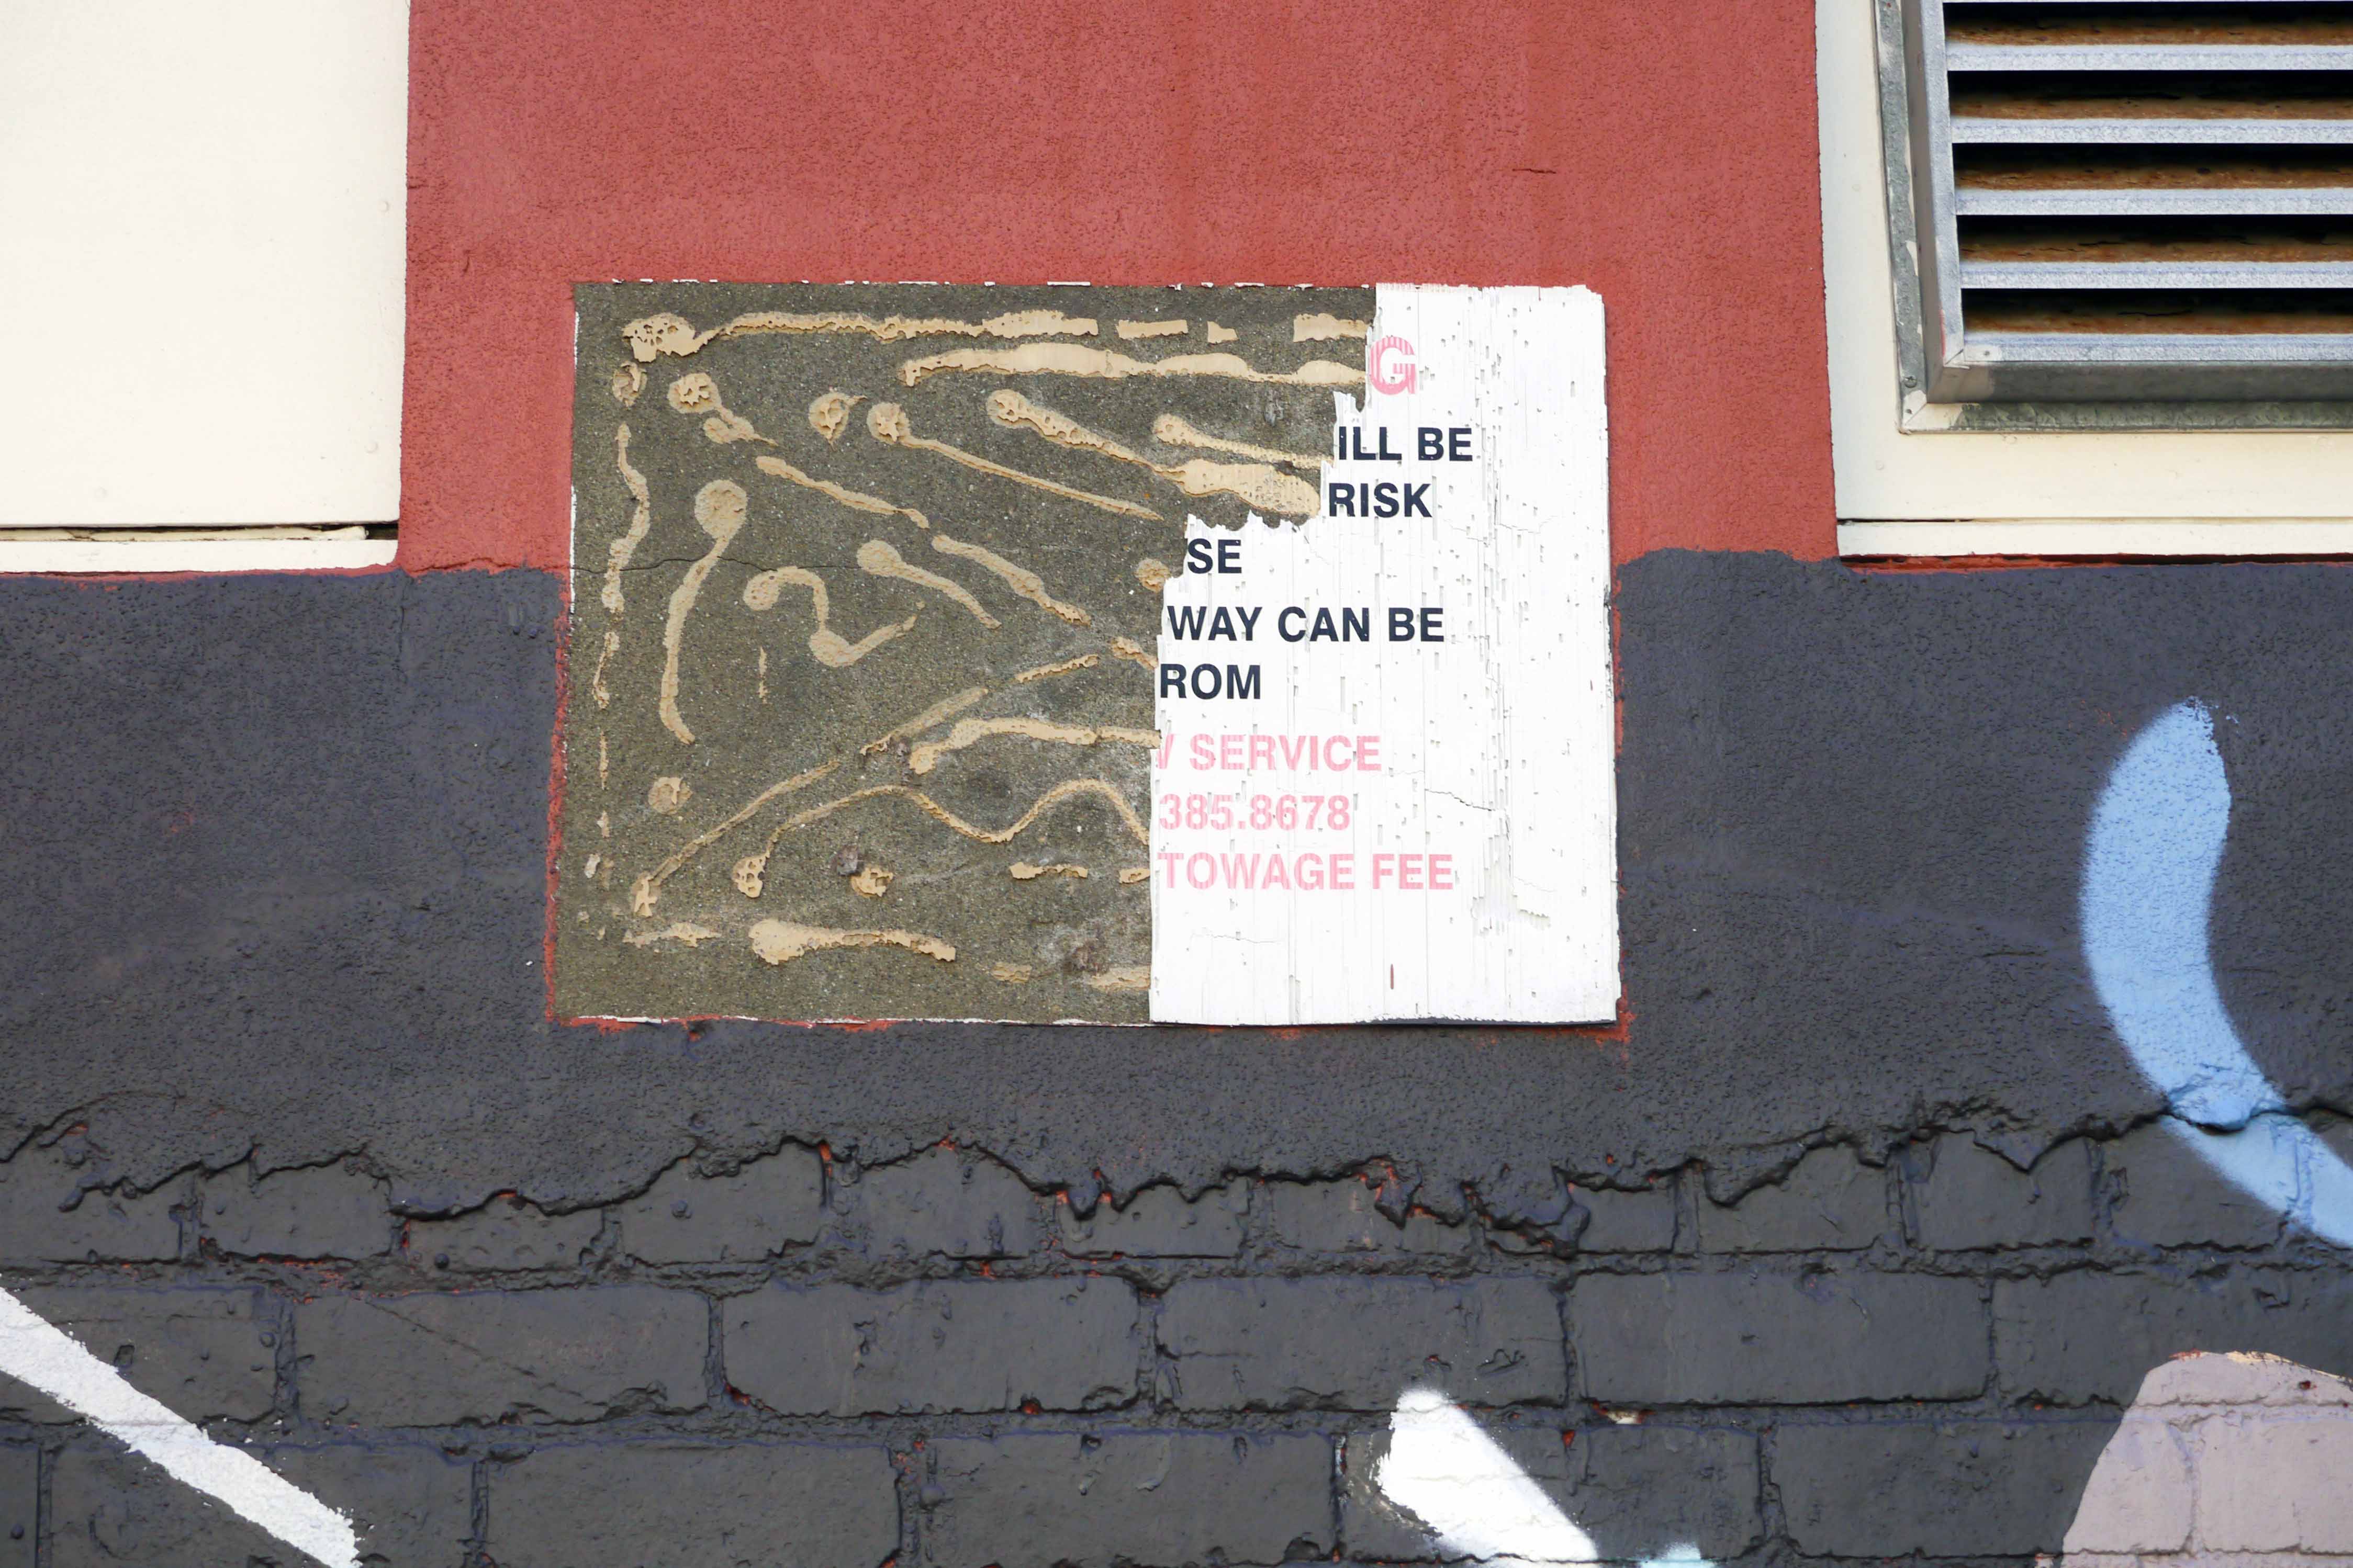 G
ILL BE
RISK
SE
WAY CAN BE
ROM
SERVICE
385.8678
TOWAGE FEE